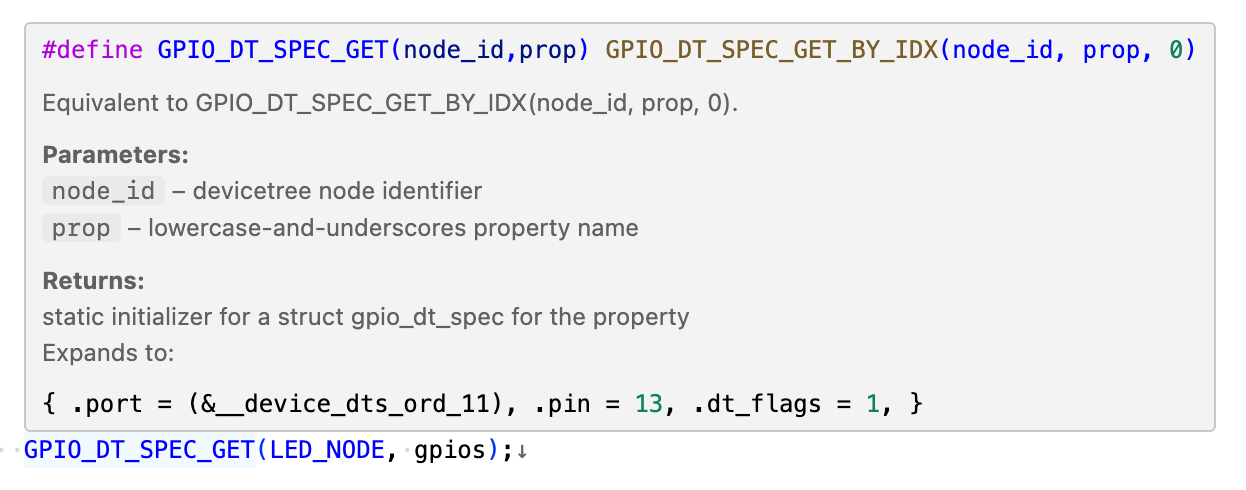 #define GPIO_DT_SPEC_GET(node_id,prop) GPIO_DT_SPEC_GET_BY_IDX(node_id, prop, 0)
Equivalent to GPIO_DT_SPEC_GET_BY_IDX(node_id, prop, 0).
Parameters:
node_id – devicetree node identifier
prop – lowercase-and-underscores property name
Returns:
static initializer for a struct gpio_dt_spec for the property
Expands to:
{ .port = (&__device_dts_ord_11), .pin = 13, .dt_flags = 1, }
GPIO_DT_SPEC_GET(LED_NODE, gpios);↓